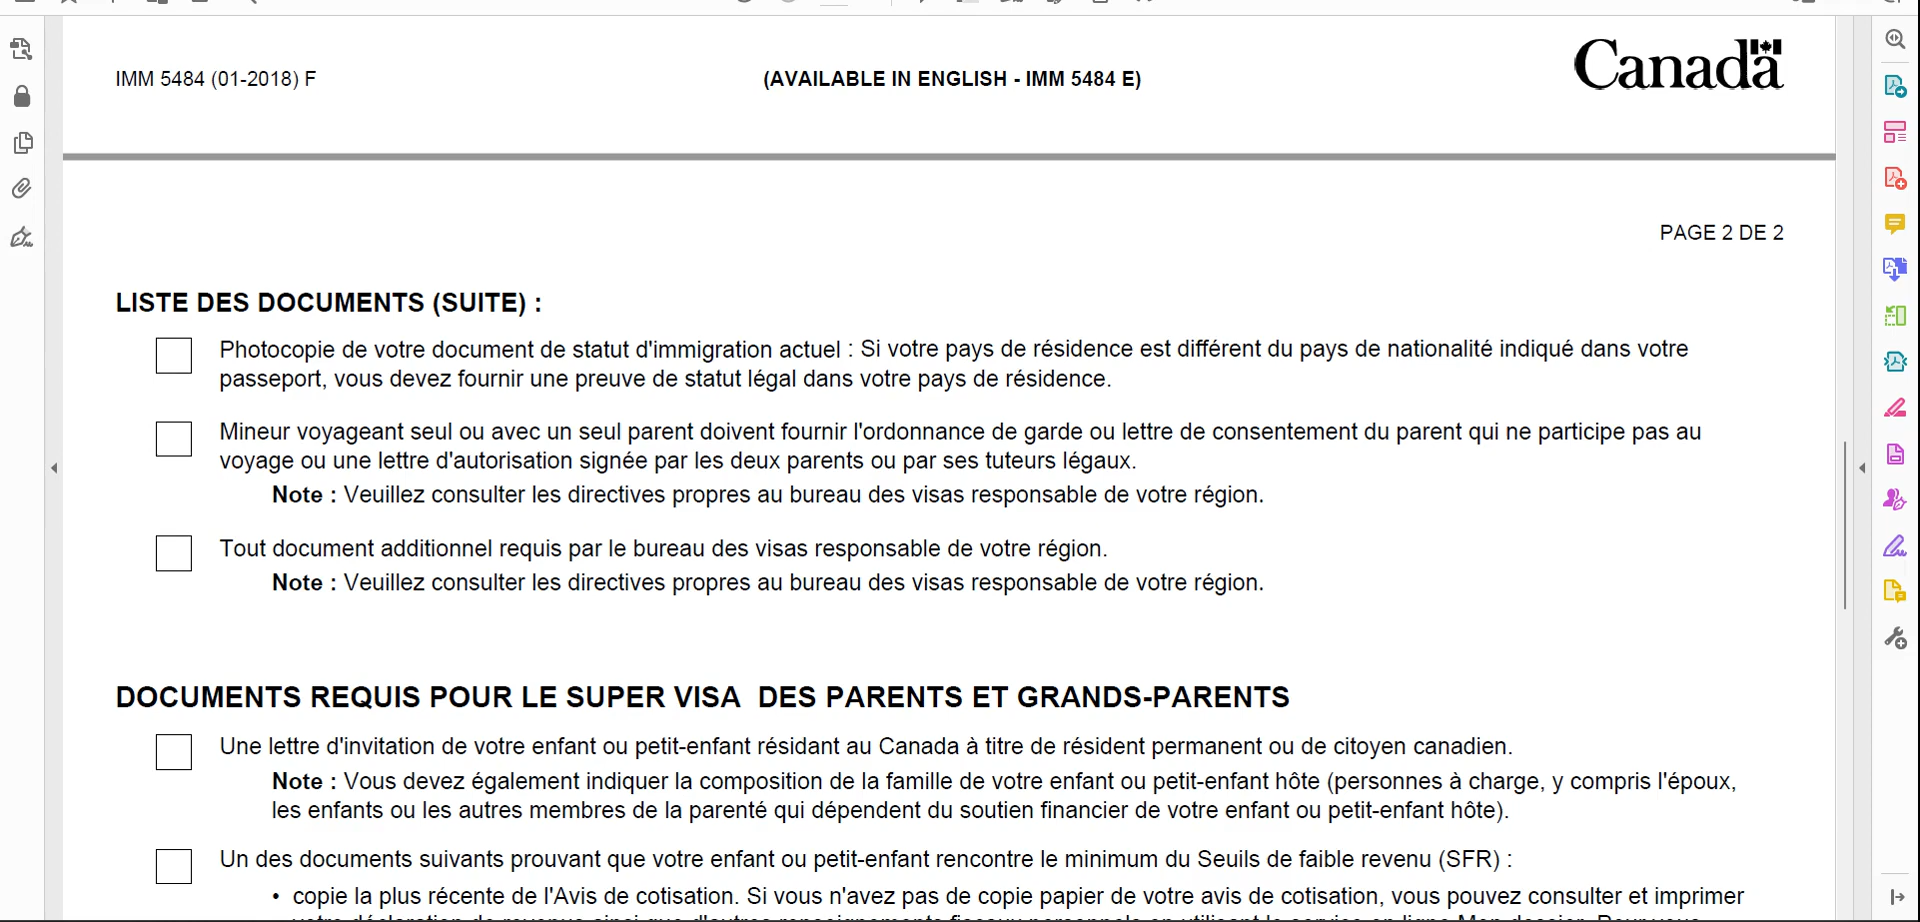 IMM 5484 (01-2018) F
(AVAILABLE IN ENGLISH - IMM 5484 E)
Canada
PAGE 2 DE 2
LISTE DES DOCUMENTS (SUITE) :
Photocopie de votre document de statut d'immigration actuel : Si votre pays de résidence est différent du pays de nationalité indiqué dans votre
passeport, vous devez fournir une preuve de statut légal dans votre pays de résidence.
Mineur voyageant seul ou avec un seul parent doivent fournir l'ordonnance de garde ou lettre de consentement du parent qui ne participe pas au
voyage ou une lettre d'autorisation signée par les deux parents ou par ses tuteurs légaux.
Note : Veuillez consulter les directives propres au bureau des visas responsable de votre région.
Tout document additionnel requis par le bureau des visas responsable de votre région.
Note : Veuillez consulter les directives propres au bureau des visas responsable de votre région.
DOCUMENTS REQUIS POUR LE SUPER VISA DES PARENTS ET GRANDS-PARENTS
Une lettre d'invitation de votre enfant ou petit-enfant résidant au Canada à titre de résident permanent ou de citoyen canadien.
Note : Vous devez également indiquer la composition de la famille de votre enfant ou petit-enfant hôte (personnes à charge, y compris l'époux,
les enfants ou les autres membres de la parenté qui dépendent du soutien financier de votre enfant ou petit-enfant hôte).
Un des documents suivants prouvant que votre enfant ou petit-enfant rencontre le minimum du Seuils de faible revenu (SFR) :
• copie la plus récente de l'Avis de cotisation. Si vous n'avez pas de copie papier de votre avis de cotisation, vous pouvez consulter et imprimer